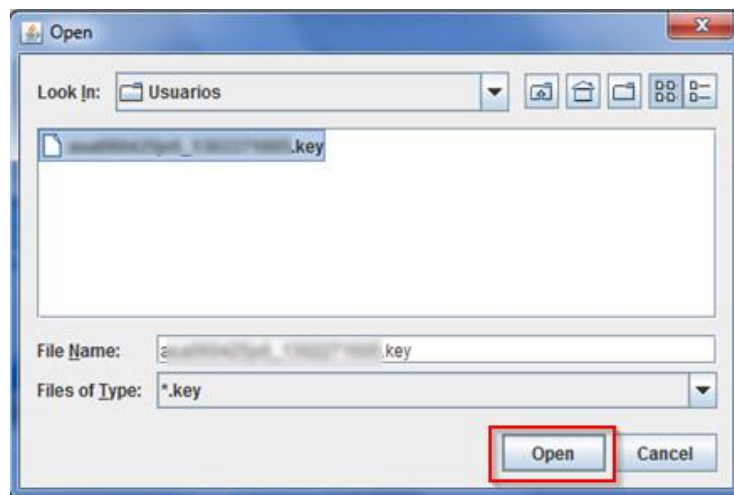 Open
Look In: Usuarios
.key
File Name: .key
Files of Type: *.key
Open Cancel